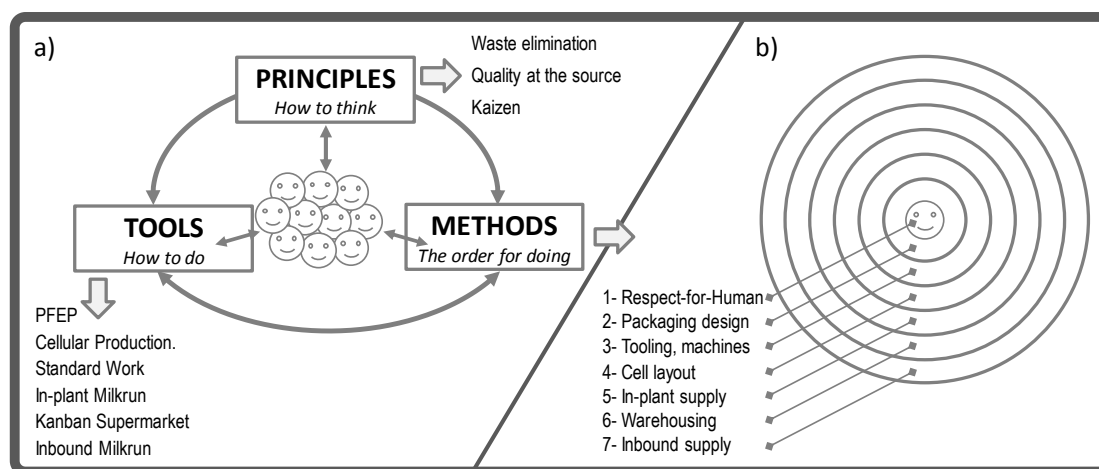 a)
PRINCIPLES
How to think
Waste elimination
Quality at the source
Kaizen
TOOLS
How to do
METHODS
The order for doing
PFEP
Cellular Production.
Standard Work
In-plant Milkrun
Kanban Supermarket
Inbound Milkrun
b)
1- Respect-for-Human
2- Packaging design
3- Tooling, machines
4- Cell layout
5- In-plant supply
6- Warehousing
7- Inbound supply